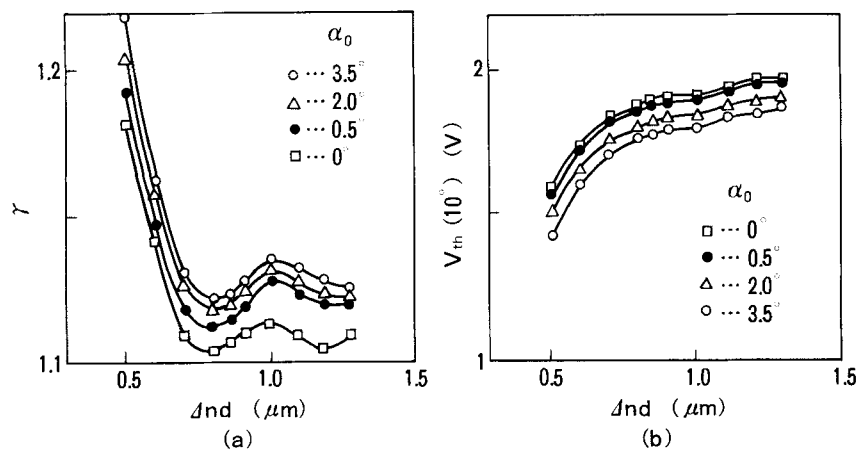 α₀
1.2
○ ⋯ 3.5°
△ ⋯ 2.0°
● ⋯ 0.5°
□ ⋯ 0°
γ
1.1
0.5 1.0 1.5
Δnd (μm)
(a)
2
V_th (10°) (V)
α₀
□ ⋯ 0°
● ⋯ 0.5°
△ ⋯ 2.0°
○ ⋯ 3.5°
1
0.5 1.0 1.5
Δnd (μm)
(b)